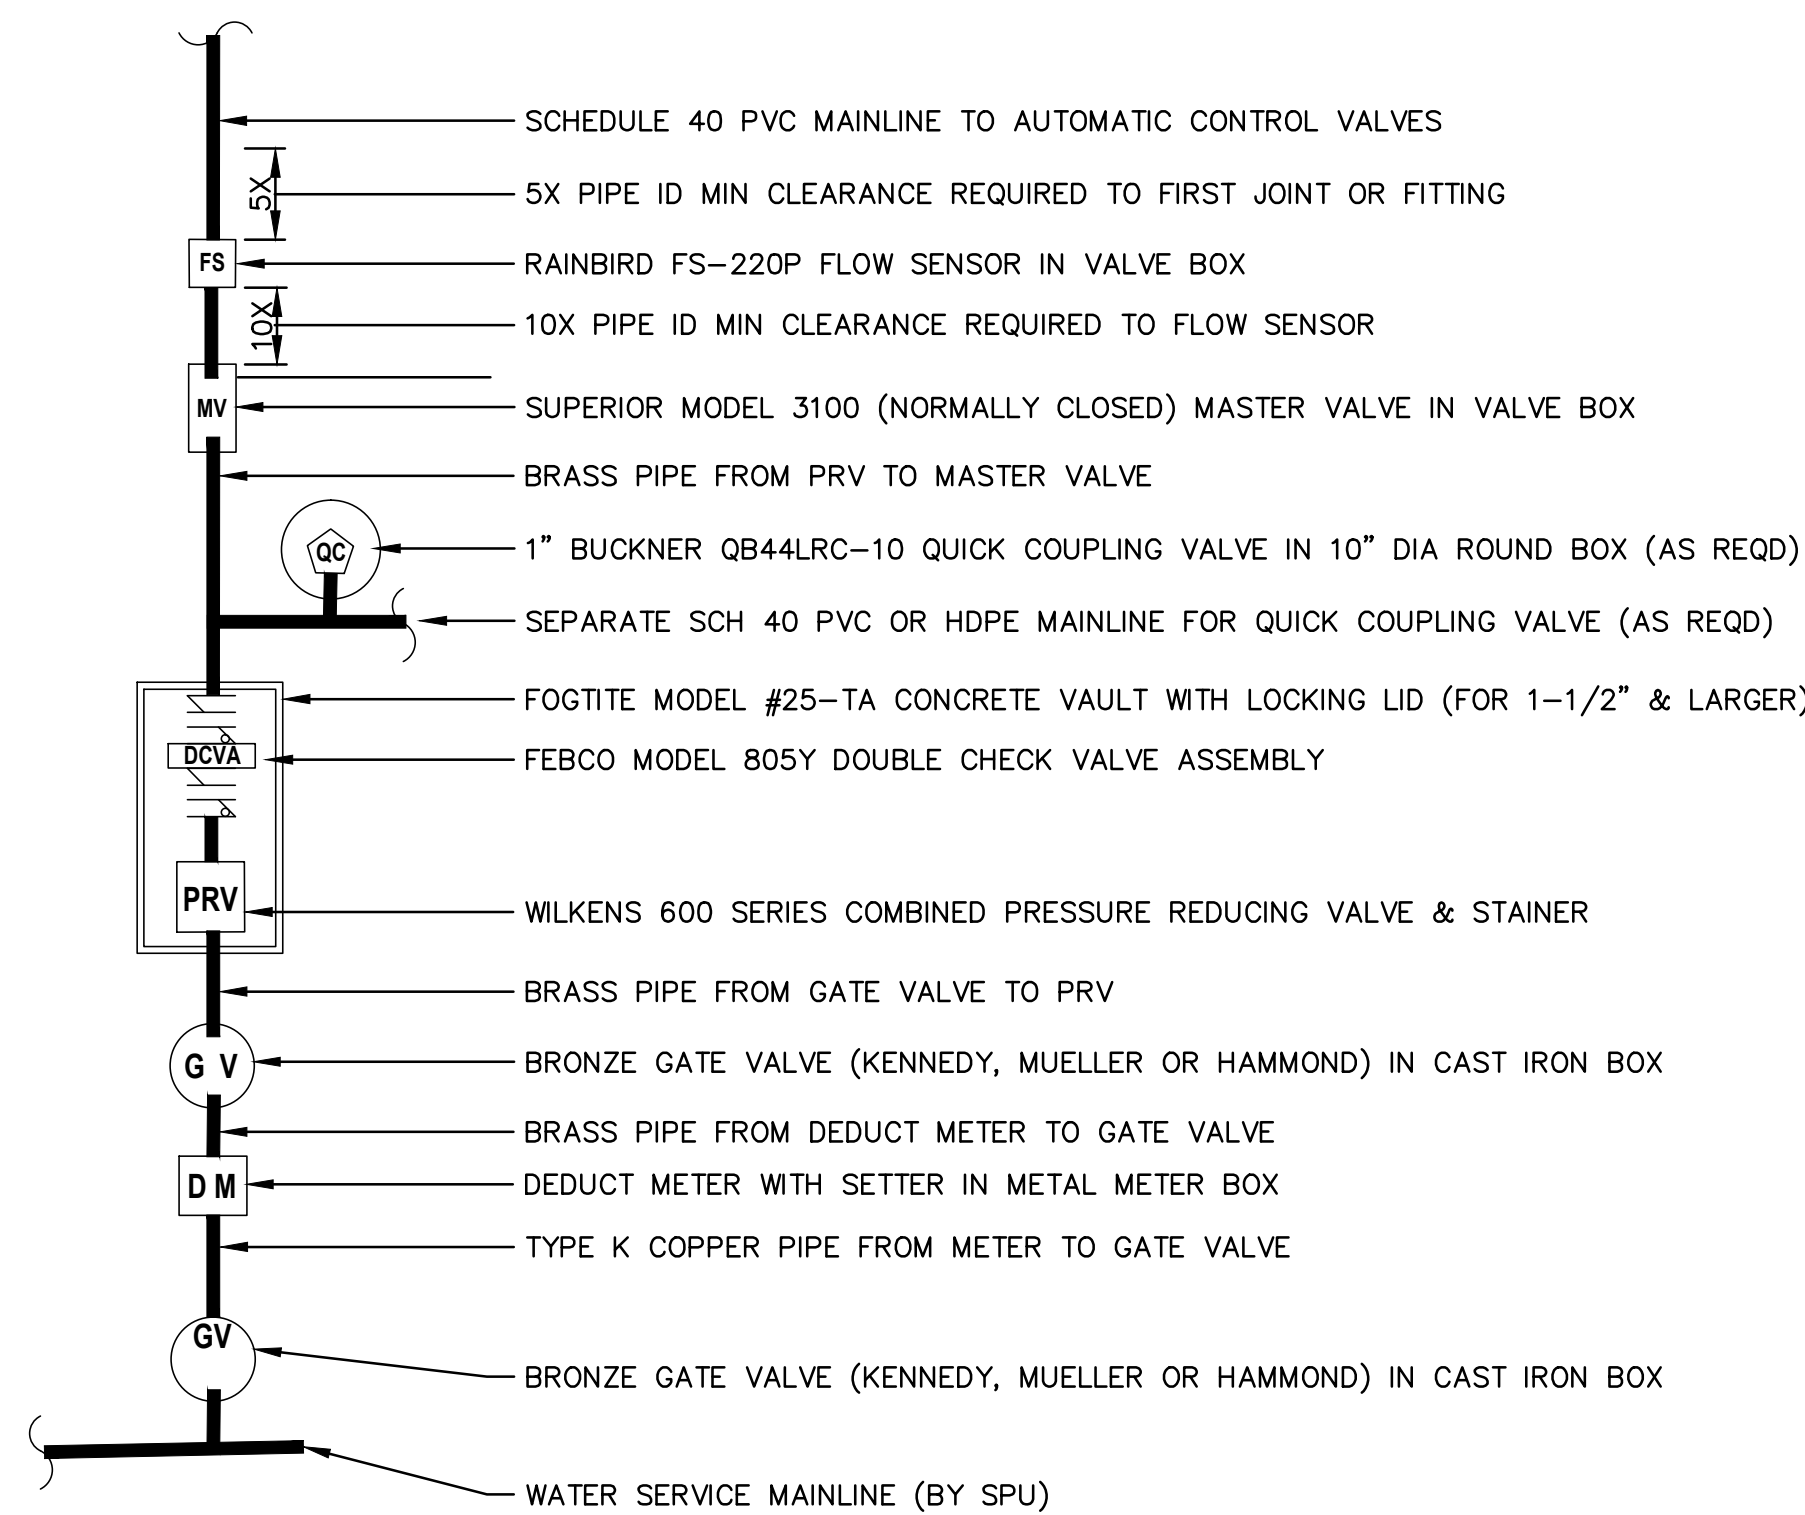 SCHEDULE 40 PVC MAINLINE TO AUTOMATIC CONTROL VALVES
5X
5X PIPE ID MIN CLEARANCE REQUIRED TO FIRST JOINT OR FITTING
FS
RAINBIRD FS-220P FLOW SENSOR IN VALVE BOX
10X
10X PIPE ID MIN CLEARANCE REQUIRED TO FLOW SENSOR
MV
SUPERIOR MODEL 3100 (NORMALLY CLOSED) MASTER VALVE IN VALVE BOX
BRASS PIPE FROM PRV TO MASTER VALVE
QC
1" BUCKNER QB44LRC-10 QUICK COUPLING VALVE IN 10" DIA ROUND BOX (AS REQD)
SEPARATE SCH 40 PVC OR HDPE MAINLINE FOR QUICK COUPLING VALVE (AS REQD)
FOGTITE MODEL #25-TA CONCRETE VAULT WITH LOCKING LID (FOR 1-1/2" & LARGER)
DCVA
FEBCO MODEL 805Y DOUBLE CHECK VALVE ASSEMBLY
PRV
WILKENS 600 SERIES COMBINED PRESSURE REDUCING VALVE & STAINER
BRASS PIPE FROM GATE VALVE TO PRV
G V
BRONZE GATE VALVE (KENNEDY, MUELLER OR HAMMOND) IN CAST IRON BOX
BRASS PIPE FROM DEDUCT METER TO GATE VALVE
D M
DEDUCT METER WITH SETTER IN METAL METER BOX
TYPE K COPPER PIPE FROM METER TO GATE VALVE
GV
BRONZE GATE VALVE (KENNEDY, MUELLER OR HAMMOND) IN CAST IRON BOX
WATER SERVICE MAINLINE (BY SPU)